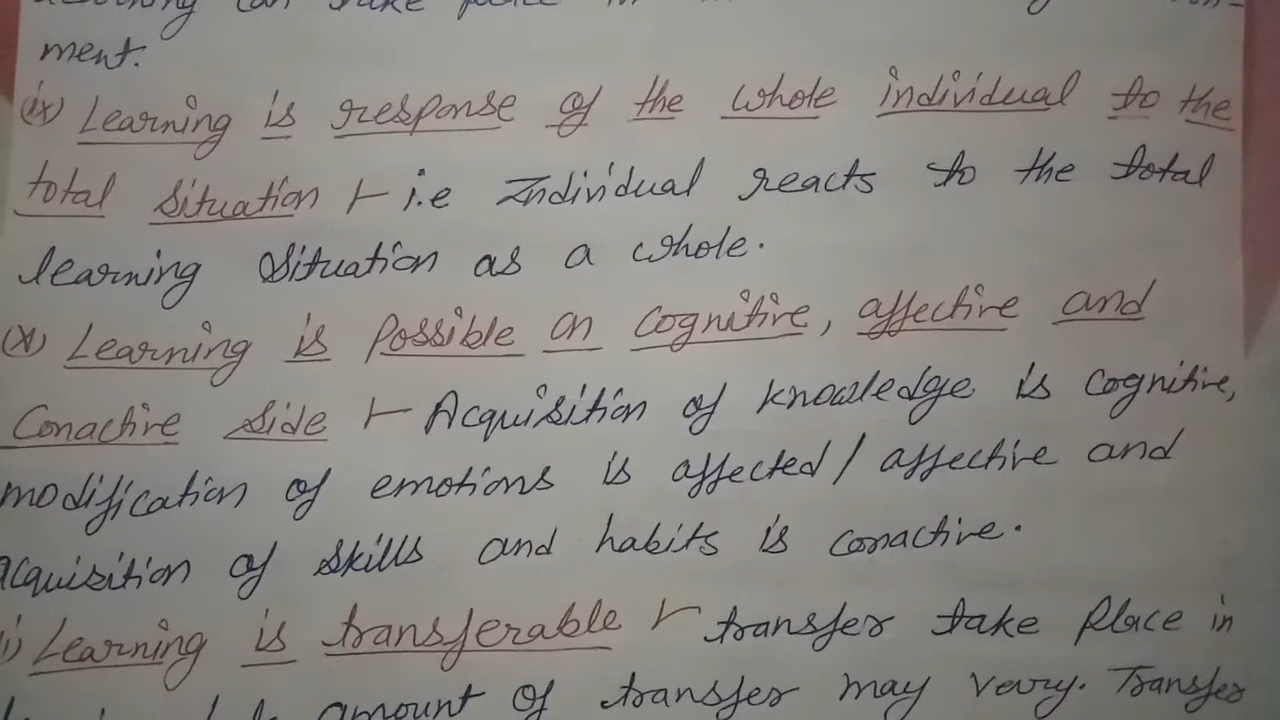 ment.
(ix) Learning is response of the whole individual to the
total situation :- i.e Individual reacts to the total
learning situation as a whole.
(x) Learning is possible on cognitive, affective and
Conactive side :- Acquisition of knowledge is cognitive,
modification of emotions is affected / affective and
acquisition of skills and habits is conactive.
i) Learning is transferable :- transfer take place in
amount of transfer may vary. Transfer